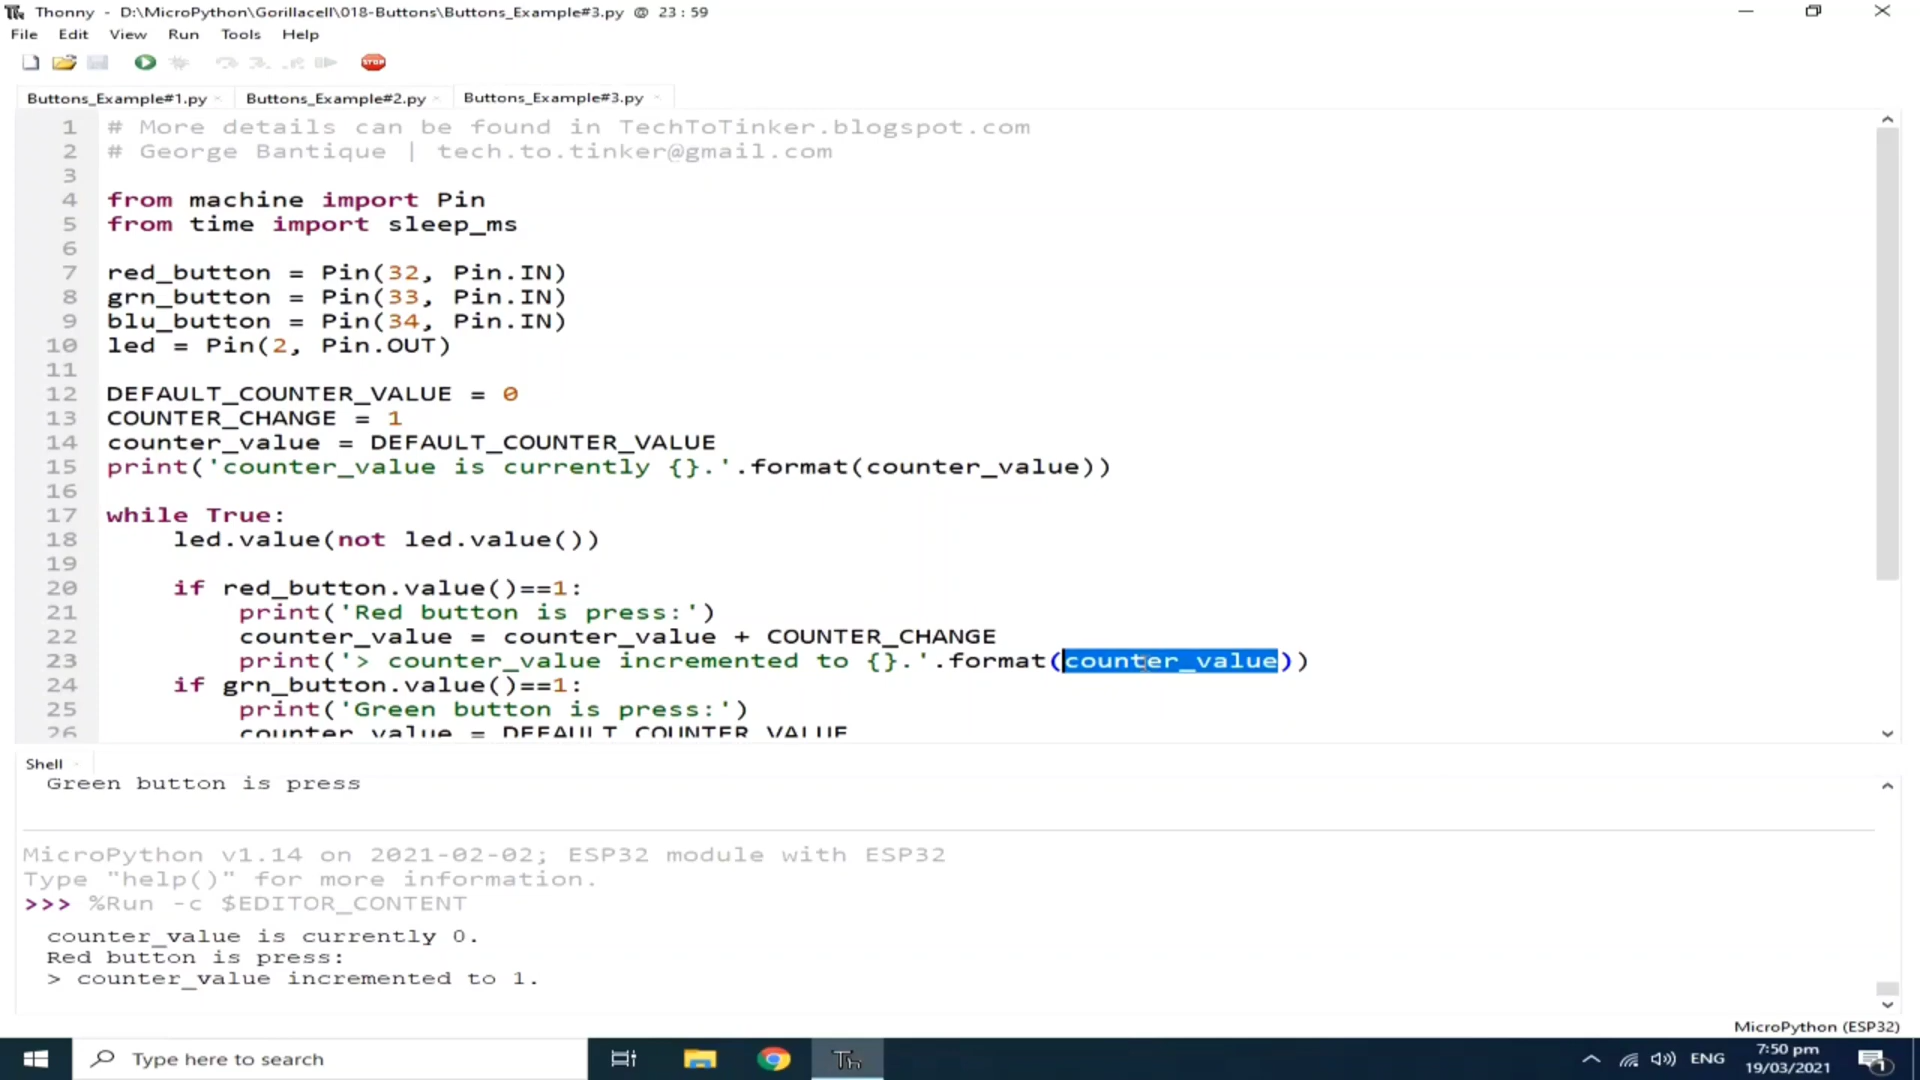 Thonny - D:\MicroPython\Gorillacell\018-Buttons\Buttons_Example#3.py @ 23 : 59
File Edit View Run Tools Help
STOP
Buttons_Example#1.py Buttons_Example#2.py Buttons_Example#3.py
1 # More details can be found in TechToTinker.blogspot.com
2 # George Bantique | tech.to.tinker@gmail.com
3
4 from machine import Pin
5 from time import sleep_ms
6
7 red_button = Pin(32, Pin.IN)
8 grn_button = Pin(33, Pin.IN)
9 blu_button = Pin(34, Pin.IN)
10 led = Pin(2, Pin.OUT)
11
12 DEFAULT_COUNTER_VALUE = 0
13 COUNTER_CHANGE = 1
14 counter_value = DEFAULT_COUNTER_VALUE
15 print('counter_value is currently {}.'.format(counter_value))
16
17 while True:
18 led.value(not led.value())
19
20 if red_button.value()==1:
21 print('Red button is press:')
22 counter_value = counter_value + COUNTER_CHANGE
23 print('> counter_value incremented to {}.'.format(counter_value))
24 if grn_button.value()==1:
25 print('Green button is press:')
26 counter_value = DEFAULT_COUNTER_VALUE
Shell
Green button is press
MicroPython v1.14 on 2021-02-02; ESP32 module with ESP32
Type "help()" for more information.
>>> %Run -c $EDITOR_CONTENT
counter_value is currently 0.
Red button is press:
> counter_value incremented to 1.
MicroPython (ESP32)
Type here to search
Th
ENG
7:50 pm
19/03/2021
1